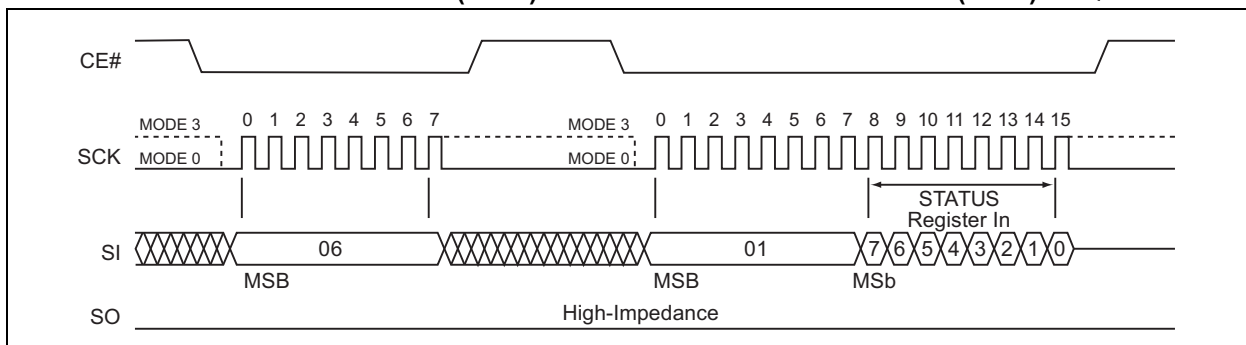 CE#
MODE 3 0 1 2 3 4 5 6 7 MODE 3 0 1 2 3 4 5 6 7 8 9 10 11 12 13 14 15
SCK MODE 0 MODE 0
STATUS
Register In
SI 06 01 7 6 5 4 3 2 1 0
MSB MSB MSb
High-Impedance
SO